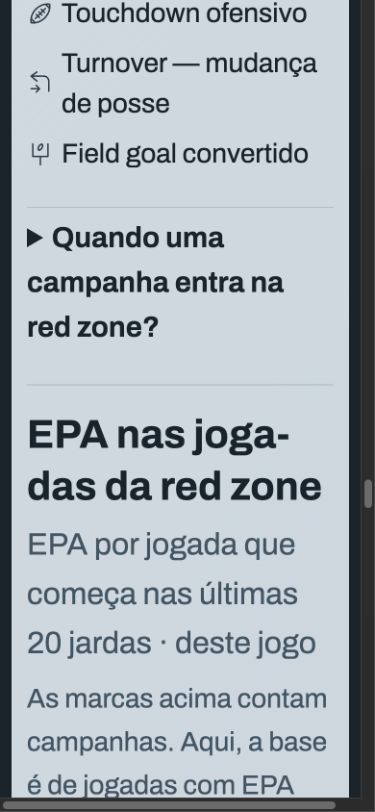 Touchdown ofensivo
Turnover — mudança
de posse
Field goal convertido
Quando uma
campanha entra na
red zone?
EPA nas joga-
das da red zone
EPA por jogada que
começa nas últimas
20 jardas · deste jogo
As marcas acima contam
campanhas. Aqui, a base
é de jogadas com EPA